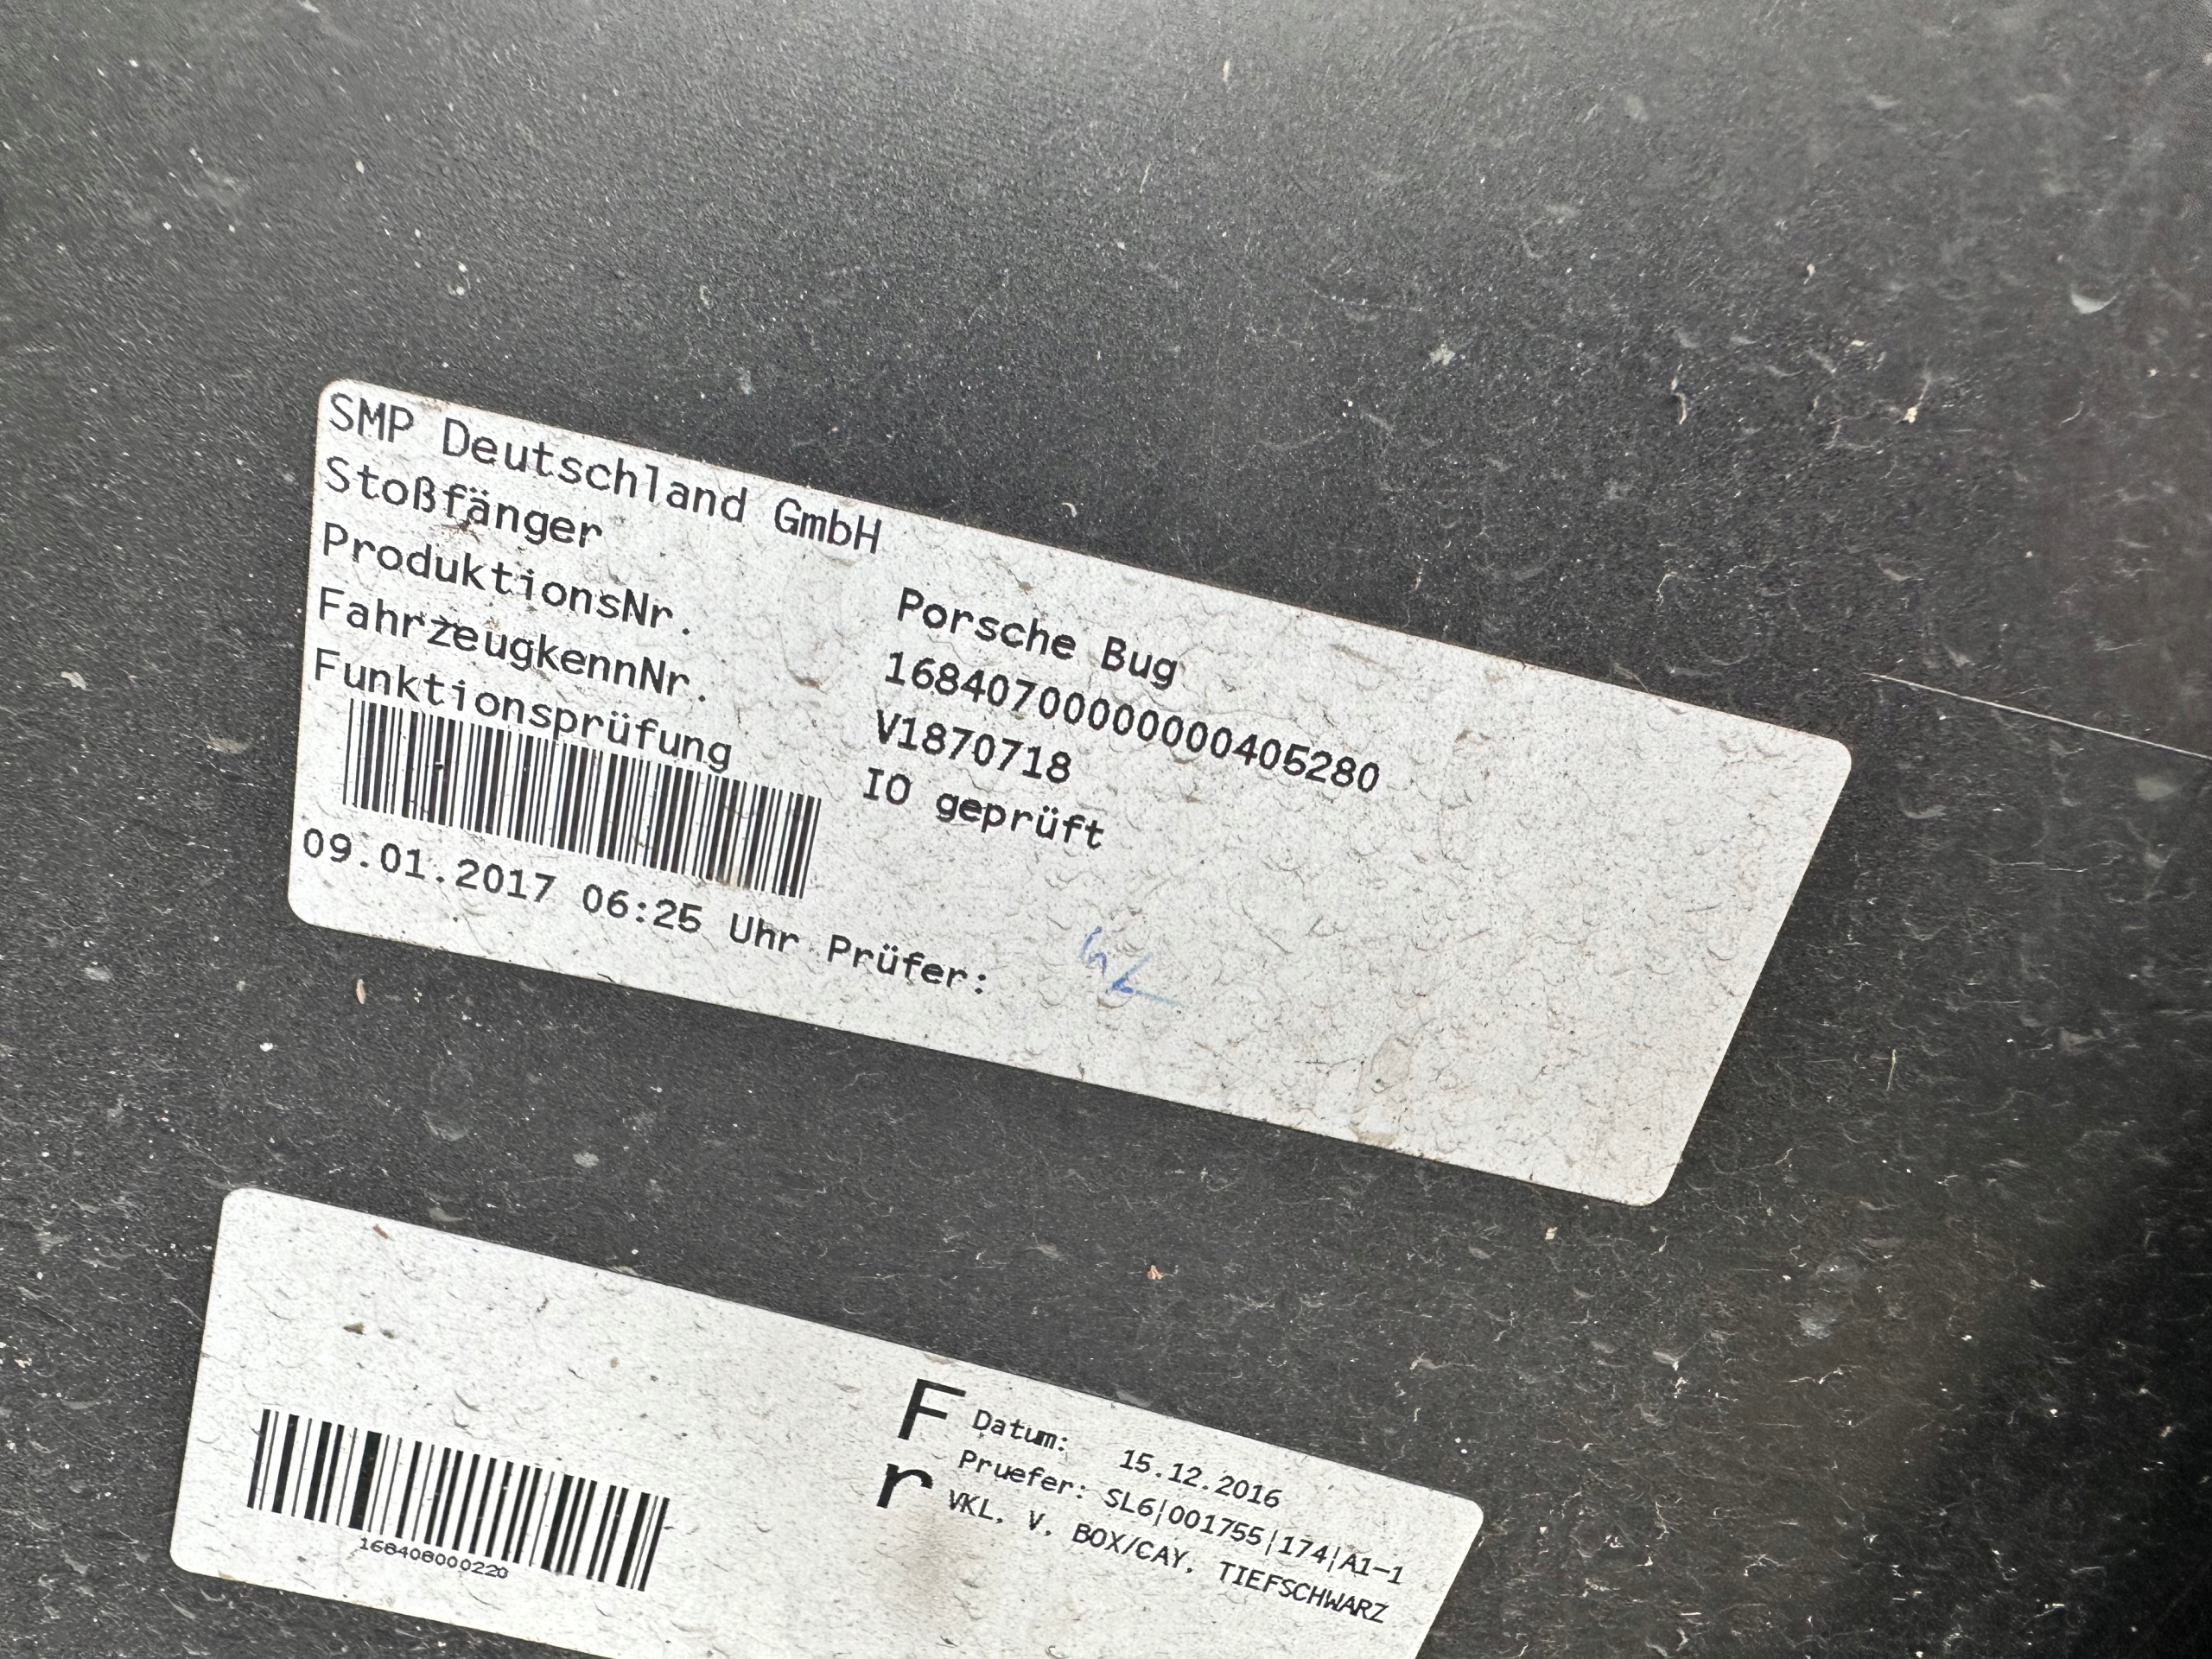 SMP Deutschland GmbH
Stoßfänger Porsche Bug
ProduktionsNr. 1684070000000405280
FahrzeugkennNr. V1870718
Funktionsprüfung IO geprüft
09.01.2017 06:25 Uhr Prüfer:
F Datum: 15.12.2016
Pruefer: SL6|001755|174|A1-1
r VKL. V. BOX/CAY, TIEFSCHWARZ
168408000220